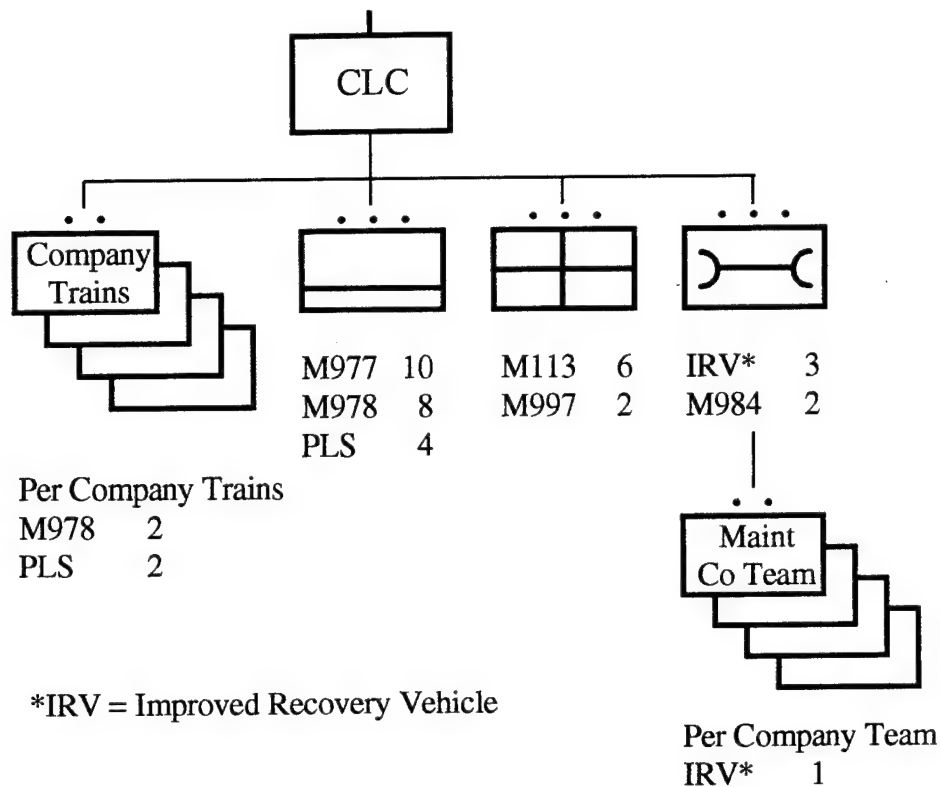 CLC
Company
Trains
Per Company Trains
M978 2
PLS 2
M977 10
M978 8
PLS 4
M113 6
M997 2
IRV* 3
M984 2
Maint
Co Team
Per Company Team
IRV* 1
*IRV = Improved Recovery Vehicle